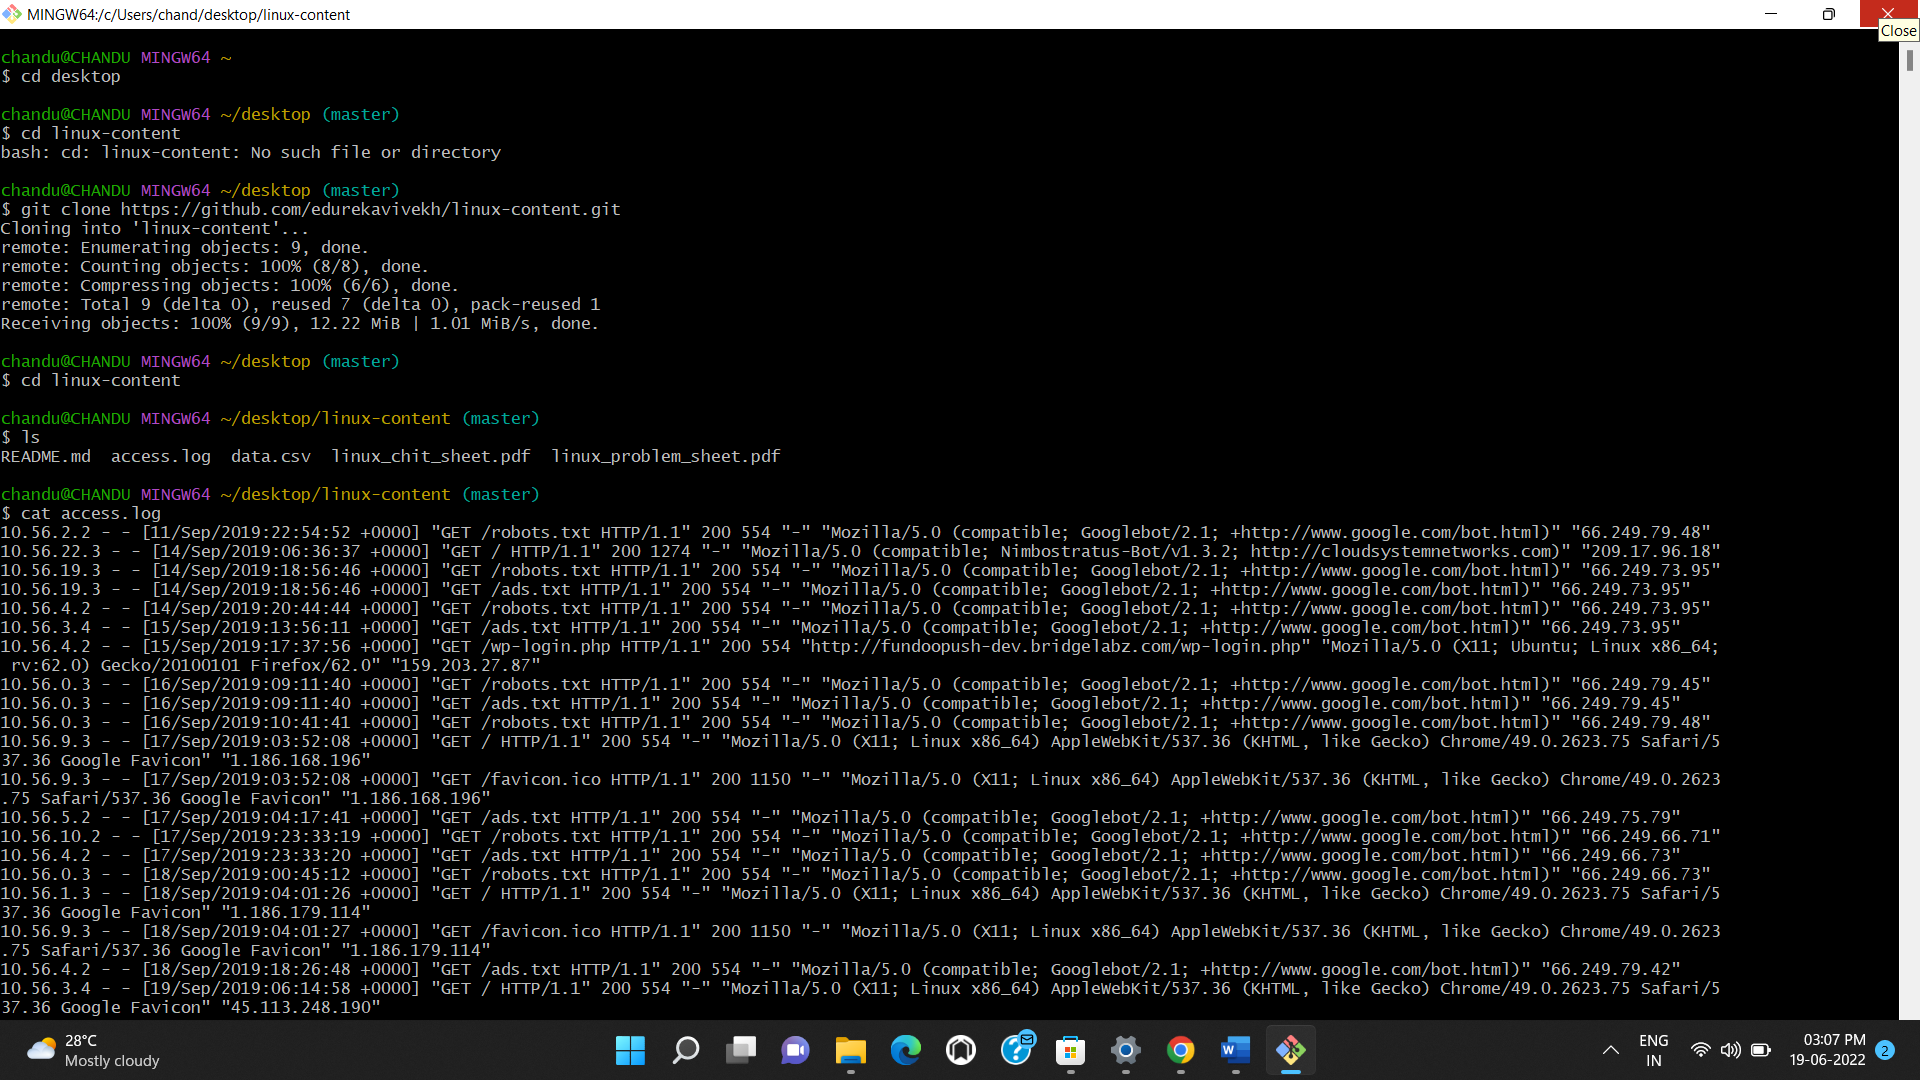 MINGW64:/c/Users/chand/desktop/linux-content
Close
chandu@CHANDU MINGW64 ~
$ cd desktop
chandu@CHANDU MINGW64 ~/desktop (master)
$ cd linux-content
bash: cd: linux-content: No such file or directory
chandu@CHANDU MINGW64 ~/desktop (master)
$ git clone https://github.com/edurekavivekh/linux-content.git
Cloning into 'linux-content'...
remote: Enumerating objects: 9, done.
remote: Counting objects: 100% (8/8), done.
remote: Compressing objects: 100% (6/6), done.
remote: Total 9 (delta 0), reused 7 (delta 0), pack-reused 1
Receiving objects: 100% (9/9), 12.22 MiB | 1.01 MiB/s, done.
chandu@CHANDU MINGW64 ~/desktop (master)
$ cd linux-content
chandu@CHANDU MINGW64 ~/desktop/linux-content (master)
$ ls
README.md  access.log  data.csv  linux_chit_sheet.pdf  linux_problem_sheet.pdf
chandu@CHANDU MINGW64 ~/desktop/linux-content (master)
$ cat access.log
10.56.2.2 - - [11/Sep/2019:22:54:52 +0000] "GET /robots.txt HTTP/1.1" 200 554 "-" "Mozilla/5.0 (compatible; Googlebot/2.1; +http://www.google.com/bot.html)" "66.249.79.48"
10.56.22.3 - - [14/Sep/2019:06:36:37 +0000] "GET / HTTP/1.1" 200 1274 "-" "Mozilla/5.0 (compatible; Nimbostratus-Bot/v1.3.2; http://cloudsystemnetworks.com)" "209.17.96.18"
10.56.19.3 - - [14/Sep/2019:18:56:46 +0000] "GET /robots.txt HTTP/1.1" 200 554 "-" "Mozilla/5.0 (compatible; Googlebot/2.1; +http://www.google.com/bot.html)" "66.249.73.95"
10.56.19.3 - - [14/Sep/2019:18:56:46 +0000] "GET /ads.txt HTTP/1.1" 200 554 "-" "Mozilla/5.0 (compatible; Googlebot/2.1; +http://www.google.com/bot.html)" "66.249.73.95"
10.56.4.2 - - [14/Sep/2019:20:44:44 +0000] "GET /robots.txt HTTP/1.1" 200 554 "-" "Mozilla/5.0 (compatible; Googlebot/2.1; +http://www.google.com/bot.html)" "66.249.73.95"
10.56.3.4 - - [15/Sep/2019:13:56:11 +0000] "GET /ads.txt HTTP/1.1" 200 554 "-" "Mozilla/5.0 (compatible; Googlebot/2.1; +http://www.google.com/bot.html)" "66.249.73.95"
10.56.4.2 - - [15/Sep/2019:17:37:56 +0000] "GET /wp-login.php HTTP/1.1" 200 554 "http://fundoopush-dev.bridgelabz.com/wp-login.php" "Mozilla/5.0 (X11; Ubuntu; Linux x86_64;
rv:62.0) Gecko/20100101 Firefox/62.0" "159.203.27.87"
10.56.0.3 - - [16/Sep/2019:09:11:40 +0000] "GET /robots.txt HTTP/1.1" 200 554 "-" "Mozilla/5.0 (compatible; Googlebot/2.1; +http://www.google.com/bot.html)" "66.249.79.45"
10.56.0.3 - - [16/Sep/2019:09:11:40 +0000] "GET /ads.txt HTTP/1.1" 200 554 "-" "Mozilla/5.0 (compatible; Googlebot/2.1; +http://www.google.com/bot.html)" "66.249.79.45"
10.56.0.3 - - [16/Sep/2019:10:41:41 +0000] "GET /robots.txt HTTP/1.1" 200 554 "-" "Mozilla/5.0 (compatible; Googlebot/2.1; +http://www.google.com/bot.html)" "66.249.79.48"
10.56.9.3 - - [17/Sep/2019:03:52:08 +0000] "GET / HTTP/1.1" 200 554 "-" "Mozilla/5.0 (X11; Linux x86_64) AppleWebKit/537.36 (KHTML, like Gecko) Chrome/49.0.2623.75 Safari/5
37.36 Google Favicon" "1.186.168.196"
10.56.9.3 - - [17/Sep/2019:03:52:08 +0000] "GET /favicon.ico HTTP/1.1" 200 1150 "-" "Mozilla/5.0 (X11; Linux x86_64) AppleWebKit/537.36 (KHTML, like Gecko) Chrome/49.0.2623
.75 Safari/537.36 Google Favicon" "1.186.168.196"
10.56.5.2 - - [17/Sep/2019:04:17:41 +0000] "GET /ads.txt HTTP/1.1" 200 554 "-" "Mozilla/5.0 (compatible; Googlebot/2.1; +http://www.google.com/bot.html)" "66.249.75.79"
10.56.10.2 - - [17/Sep/2019:23:33:19 +0000] "GET /robots.txt HTTP/1.1" 200 554 "-" "Mozilla/5.0 (compatible; Googlebot/2.1; +http://www.google.com/bot.html)" "66.249.66.71"
10.56.4.2 - - [17/Sep/2019:23:33:20 +0000] "GET /ads.txt HTTP/1.1" 200 554 "-" "Mozilla/5.0 (compatible; Googlebot/2.1; +http://www.google.com/bot.html)" "66.249.66.73"
10.56.0.3 - - [18/Sep/2019:00:45:12 +0000] "GET /robots.txt HTTP/1.1" 200 554 "-" "Mozilla/5.0 (compatible; Googlebot/2.1; +http://www.google.com/bot.html)" "66.249.66.73"
10.56.1.3 - - [18/Sep/2019:04:01:26 +0000] "GET / HTTP/1.1" 200 554 "-" "Mozilla/5.0 (X11; Linux x86_64) AppleWebKit/537.36 (KHTML, like Gecko) Chrome/49.0.2623.75 Safari/5
37.36 Google Favicon" "1.186.179.114"
10.56.9.3 - - [18/Sep/2019:04:01:27 +0000] "GET /favicon.ico HTTP/1.1" 200 1150 "-" "Mozilla/5.0 (X11; Linux x86_64) AppleWebKit/537.36 (KHTML, like Gecko) Chrome/49.0.2623
.75 Safari/537.36 Google Favicon" "1.186.179.114"
10.56.4.2 - - [18/Sep/2019:18:26:48 +0000] "GET /ads.txt HTTP/1.1" 200 554 "-" "Mozilla/5.0 (compatible; Googlebot/2.1; +http://www.google.com/bot.html)" "66.249.79.42"
10.56.3.4 - - [19/Sep/2019:06:14:58 +0000] "GET / HTTP/1.1" 200 554 "-" "Mozilla/5.0 (X11; Linux x86_64) AppleWebKit/537.36 (KHTML, like Gecko) Chrome/49.0.2623.75 Safari/5
37.36 Google Favicon" "45.113.248.190"
28°C
Mostly cloudy
ENG
IN
03:07 PM
19-06-2022
2